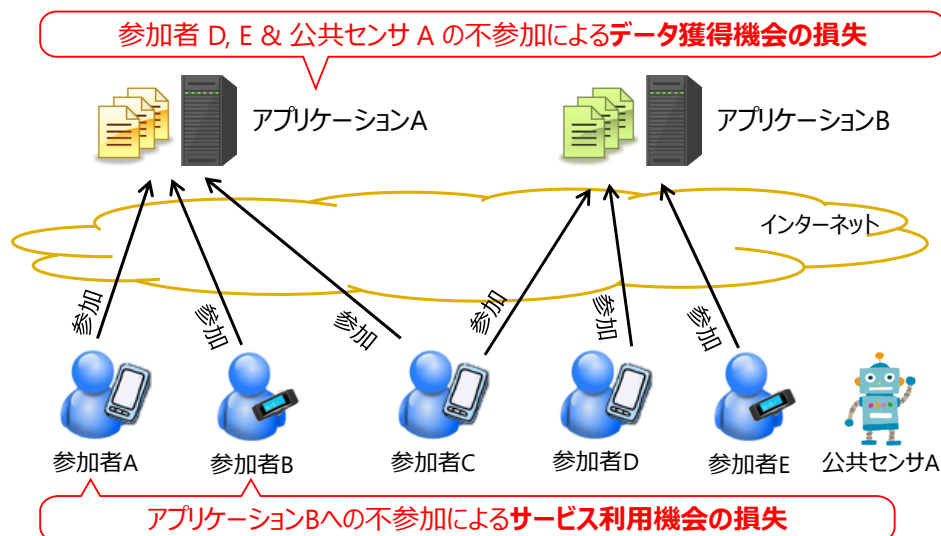 参加者 D, E & 公共センサ A の不参加によるデータ獲得機会の損失
アプリケーションA
アプリケーションB
インターネット
参加
参加
参加
参加
参加
参加
参加者A
参加者B
参加者C
参加者D
参加者E
公共センサA
アプリケーションBへの不参加によるサービス利用機会の損失